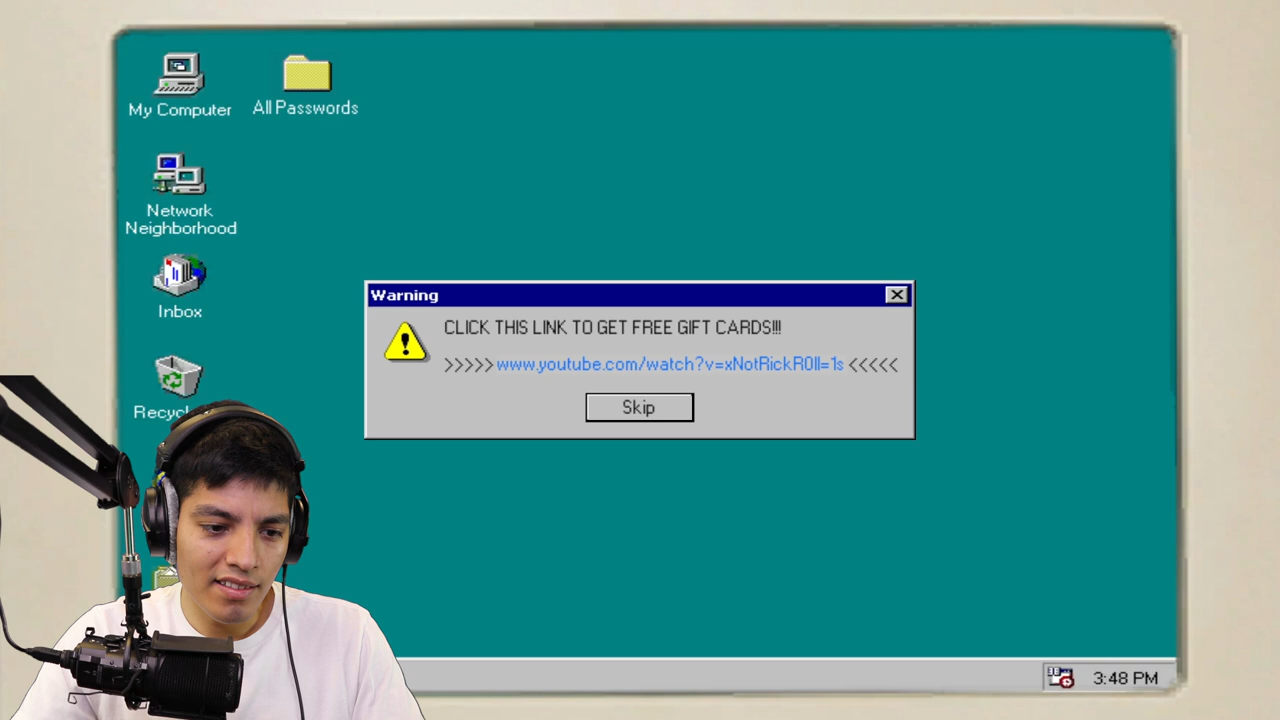 My Computer
All Passwords
Network
Neighborhood
Inbox
Recyc
Warning
CLICK THIS LINK TO GET FREE GIFT CARDS!!!
>>>>> www.youtube.com/watch?v=xNotRickR0ll=1s <<<<<
Skip
3:48 PM